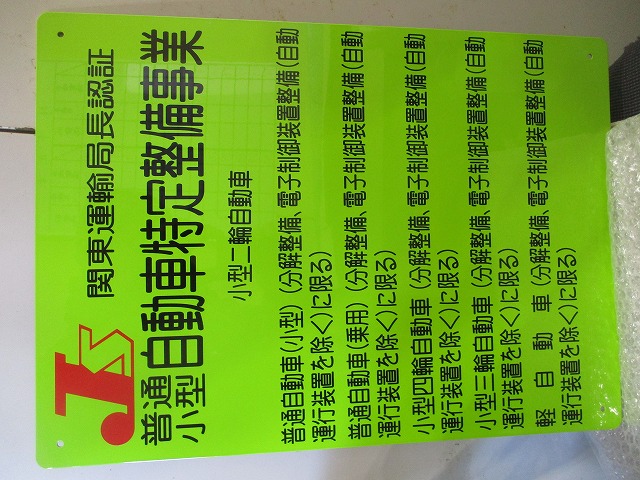 関東運輸局長認証
普通
小型
自動車特定整備事業
小型二輪自動車
普通自動車(小型)(分解整備、電子制御装置整備(自動
運行装置を除く)に限る)
普通自動車(乗用)(分解整備、電子制御装置整備(自動
運行装置を除く)に限る)
小型四輪自動車(分解整備、電子制御装置整備(自動
運行装置を除く)に限る)
小型三輪自動車(分解整備、電子制御装置整備(自動
運行装置を除く)に限る)
軽自動車(分解整備、電子制御装置整備(自動
運行装置を除く)に限る)